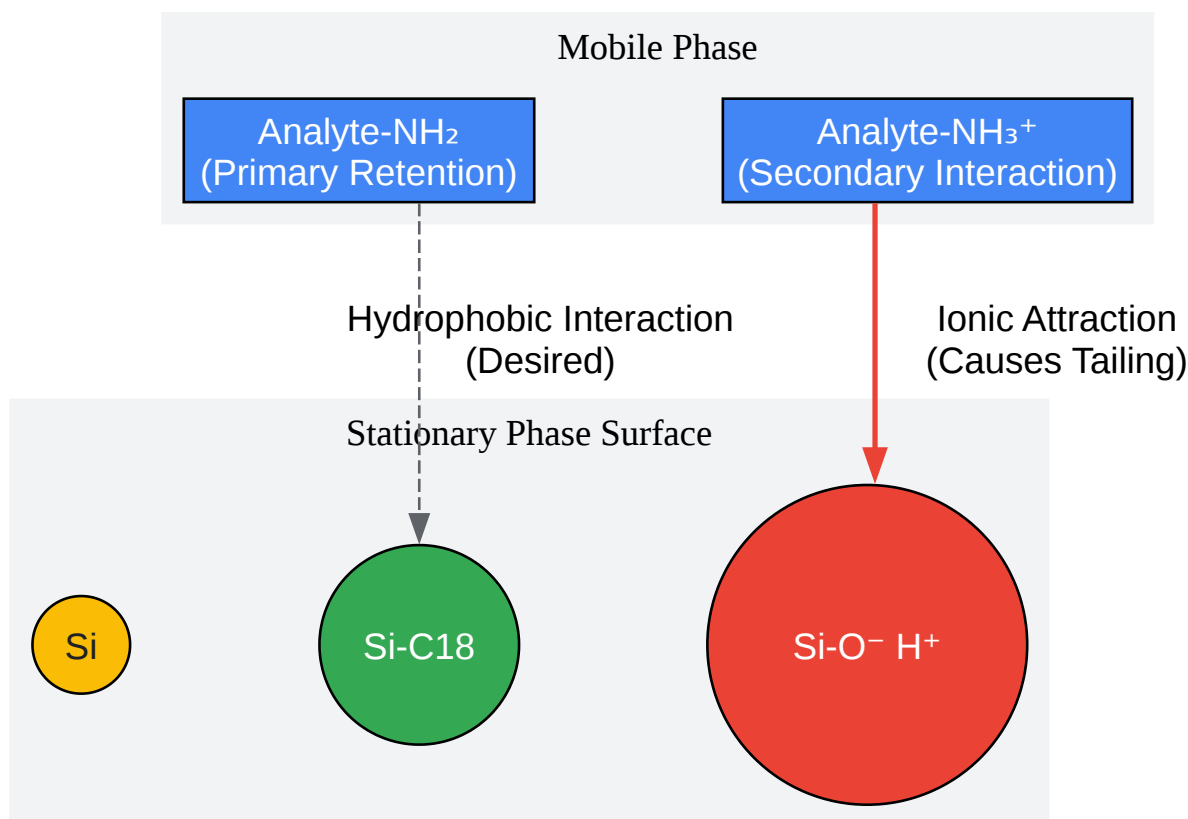 Mobile Phase
Analyte-NH₂
(Primary Retention)
Analyte-NH₃⁺
(Secondary Interaction)
Hydrophobic Interaction
(Desired)
Ionic Attraction
(Causes Tailing)
Stationary Phase Surface
Si
Si-C18
Si-O⁻ H⁺